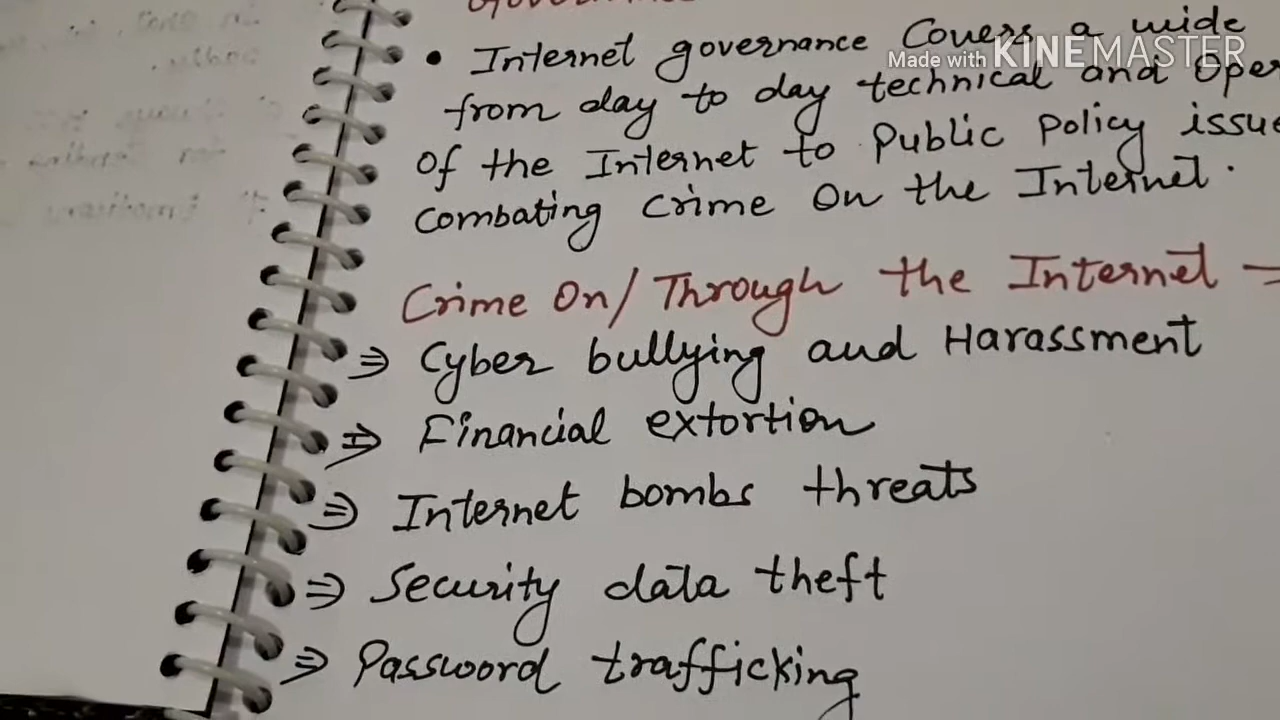 • Internet governance Covers a wide
Made with KINEMASTER
from day to day technical and Oper
of the Internet to Public Policy issue
Combating Crime On the Internet.
Crime On/Through the Internet →
⇒ Cyber bullying and Harassment
⇒ Financial extortion
⇒ Internet bombs threats
⇒ Security data theft
⇒ Password trafficking